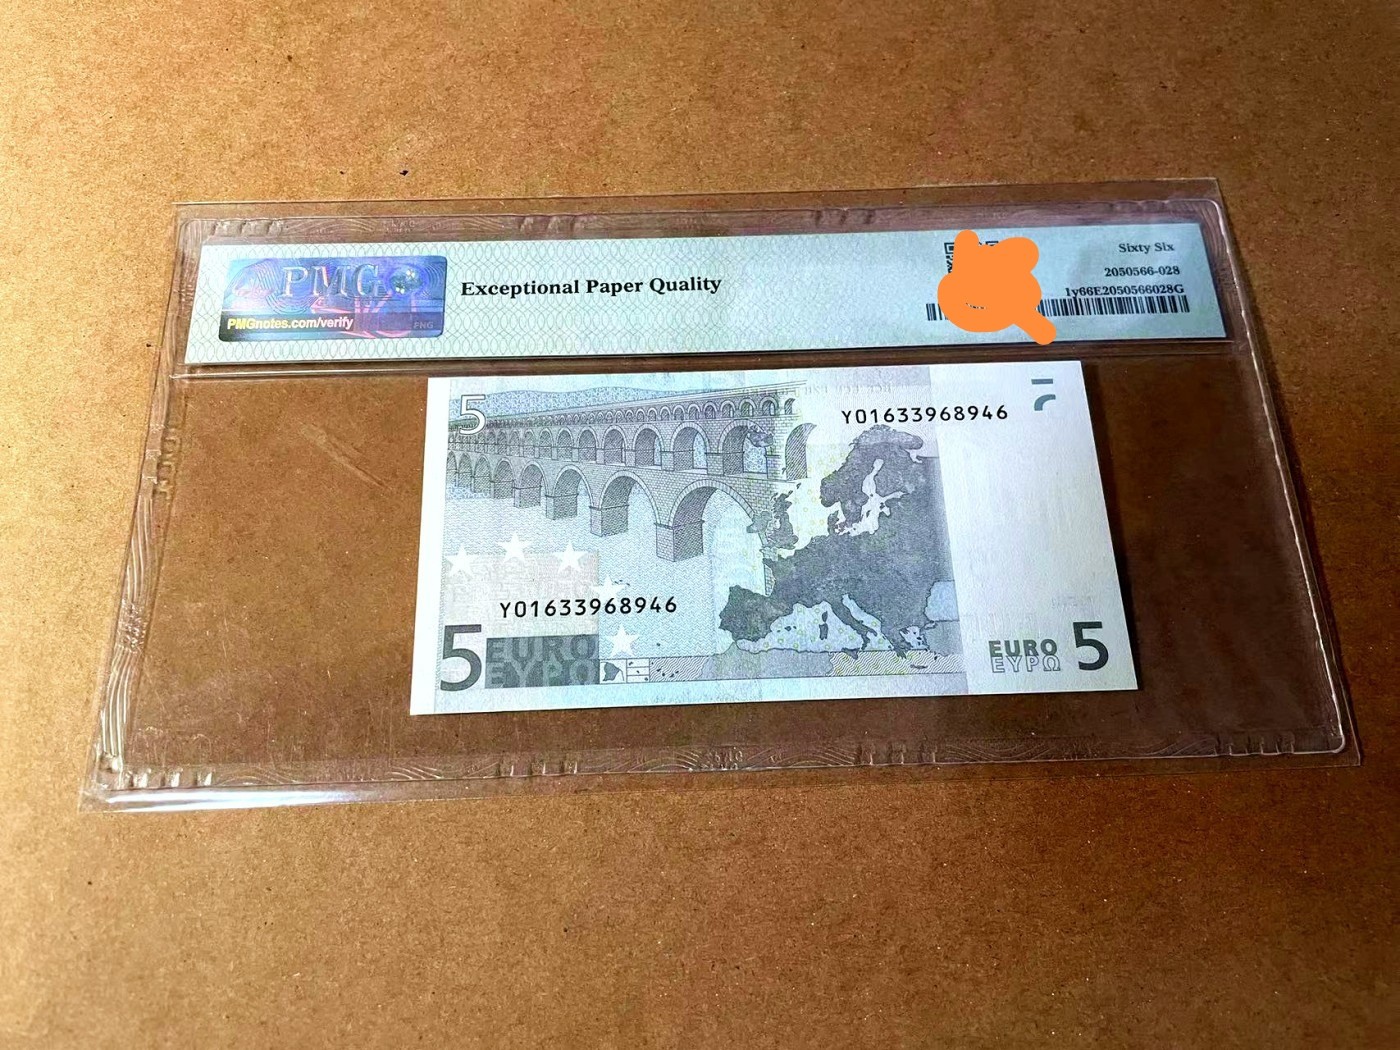 PMG
PMGnotes.com/verify
PMG
Exceptional Paper Quality
Sixty Six
2050566-028
1y66E2050566028G
5
Y01633968946
Y01633968946
5 EURO
ΕΥΡΩ
EURO
ΕΥΡΩ
5